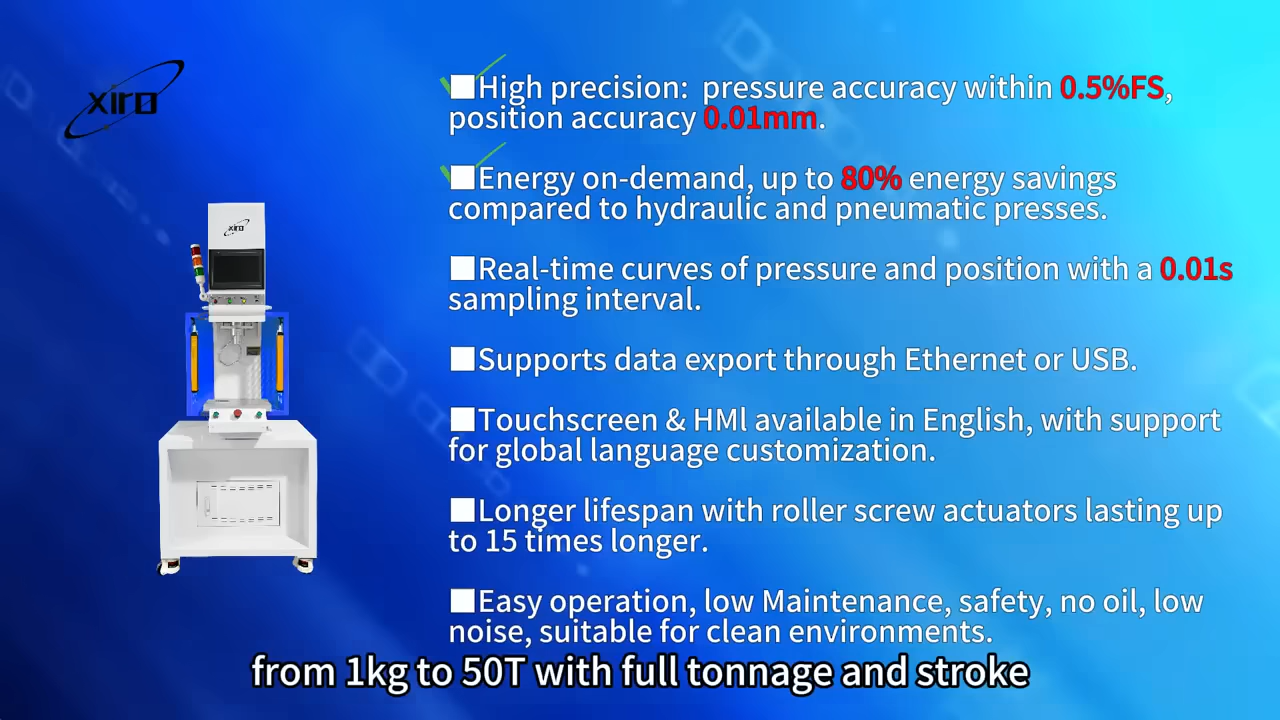 xiro
xiro
■High precision: pressure accuracy within 0.5%FS,
position accuracy 0.01mm.
■Energy on-demand, up to 80% energy savings
compared to hydraulic and pneumatic presses.
■Real-time curves of pressure and position with a 0.01s
sampling interval.
■Supports data export through Ethernet or USB.
■Touchscreen & HMl available in English, with support
for global language customization.
■Longer lifespan with roller screw actuators lasting up
to 15 times longer.
■Easy operation, low Maintenance, safety, no oil, low
noise, suitable for clean environments.
from 1kg to 50T with full tonnage and stroke